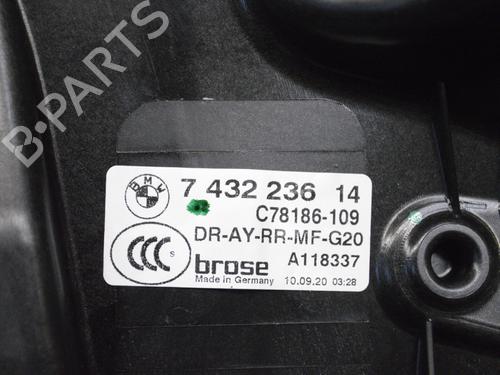 B-PARTS
BMW
7 432 236 14
C78186-109
DR-AY-RR-MF-G20
A118337
CCC S
brose
Made in Germany 10.09.20 03:28